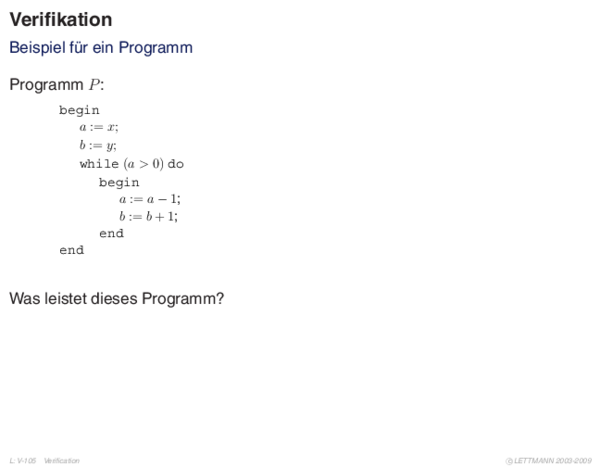 Verifikation
Beispiel für ein Programm
Programm P:
begin
a := x;
b := y;
while (a > 0) do
begin
a := a − 1;
b := b + 1;
end
end
Was leistet dieses Programm?
L: V-105 Verification
© LETTMANN 2003-2009